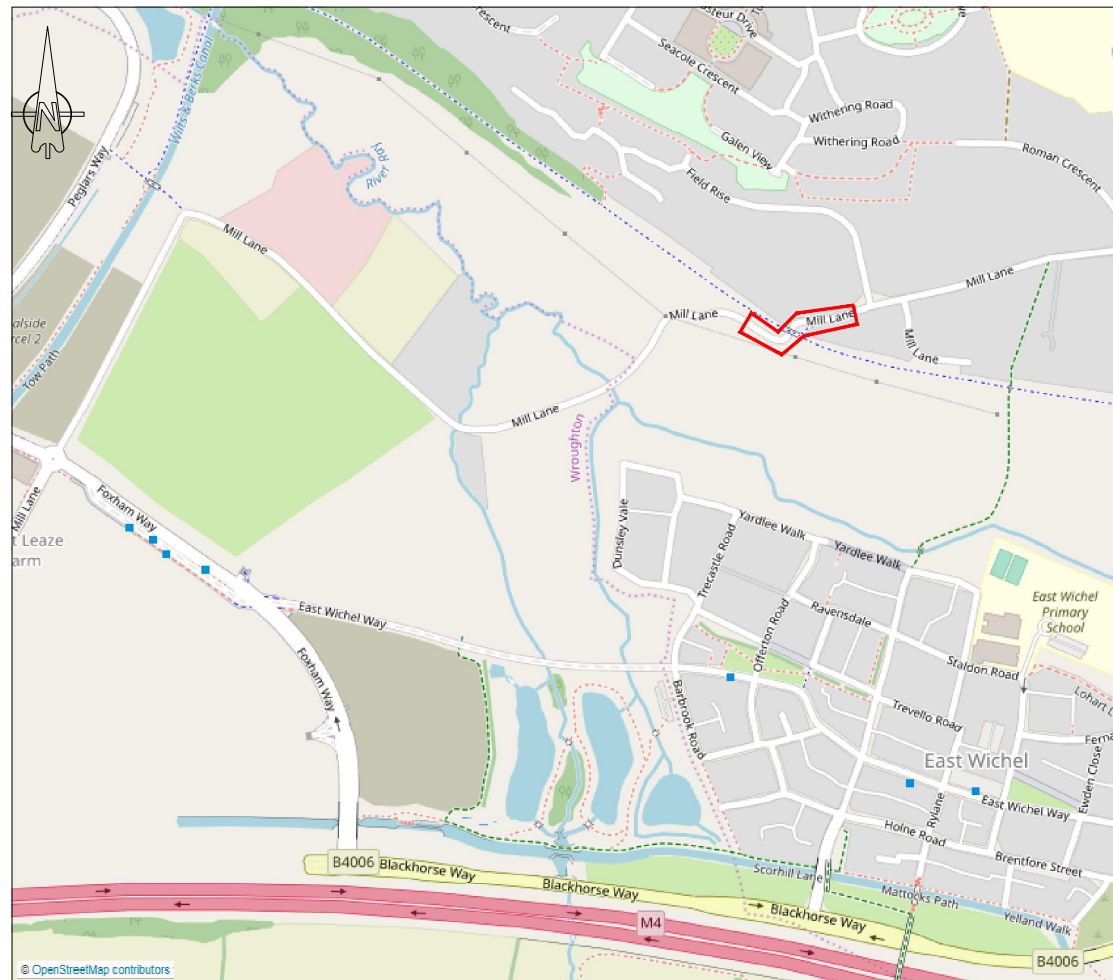 Crescent
Seacole Crescent
Withering Road
Withering Road
Galen View
Roman Crescent
Field Rise
Wilts & Berks Canal
River Ray
Peglars Way
N
Mill Lane
Mill Lane
Mill Lane
Mill Lane
Mill Lane
Mill Lane
Tow Path
Wroughton
Mill Lane
Foxham Way
Dunsley Vale
Yardlee Walk
Yardlee Walk
Trecastle Road
East Wichel
Primary
School
Ravensdale
Offerton Road
East Wichel Way
Staldon Road
Foxham Way
Barbrook Road
Trevello Road
East Wichel
Ewden Close
East Wichel Way
Rylane
Holne Road
Brentfore Street
B4006
Blackhorse Way
Scorhill Lane
Blackhorse Way
Mattocks Path
Yelland Walk
Blackhorse Way
M4
B4006
© OpenStreetMap contributors